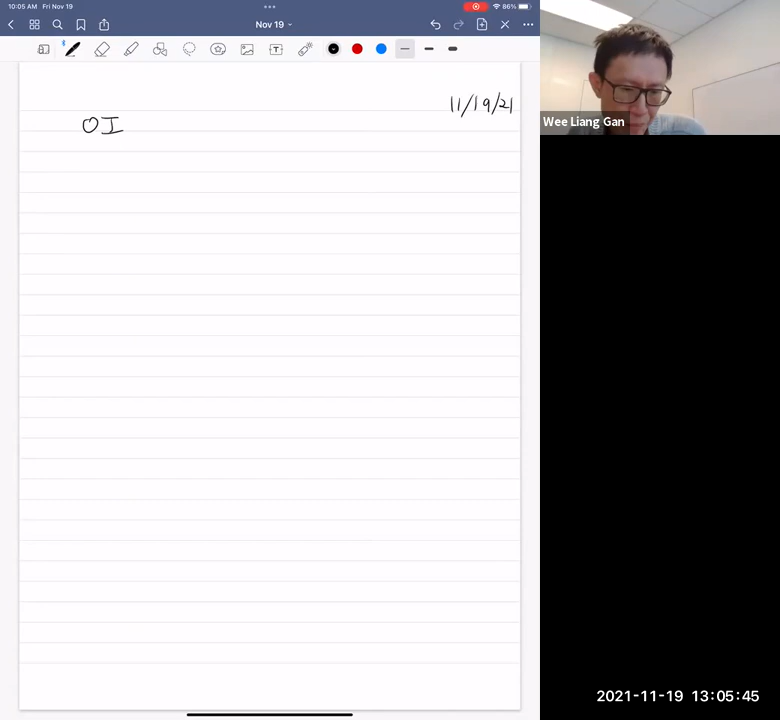 10:05 AM Fri Nov 19
86%
Nov 19
T
11/19/21
OI
Wee Liang Gan
2021-11-19 13:05:45